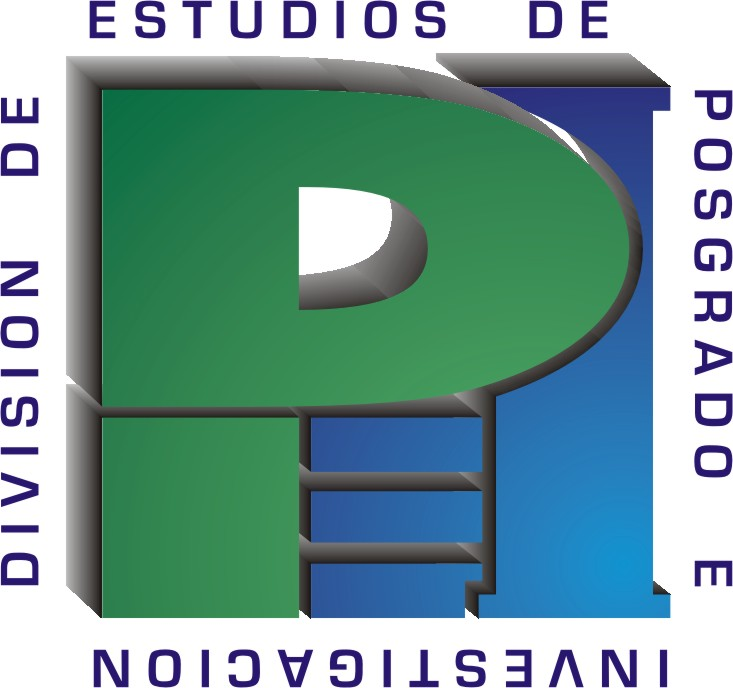 DIVISION DE
ESTUDIOS DE
POSGRADO E
INVESTIGACION